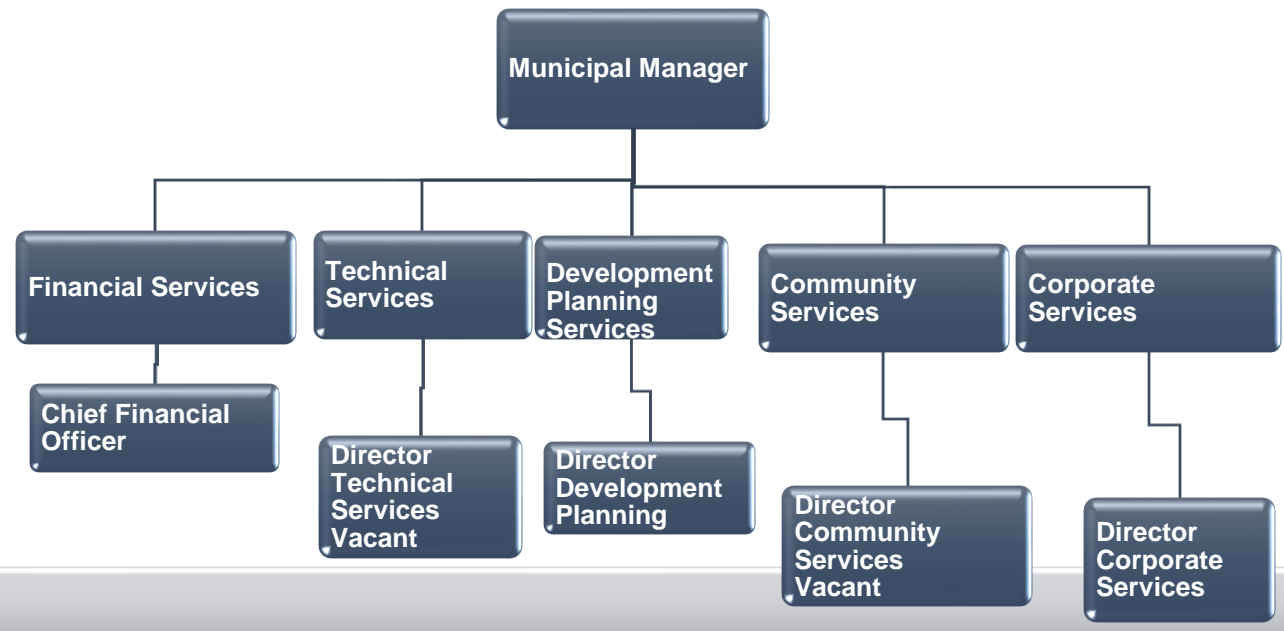 Municipal Manager
Financial Services
Technical
Services
Development
Planning
Services
Community
Services
Corporate
Services
Chief Financial
Officer
Director
Technical
Services
Vacant
Director
Development
Planning
Director
Community
Services
Vacant
Director
Corporate
Services